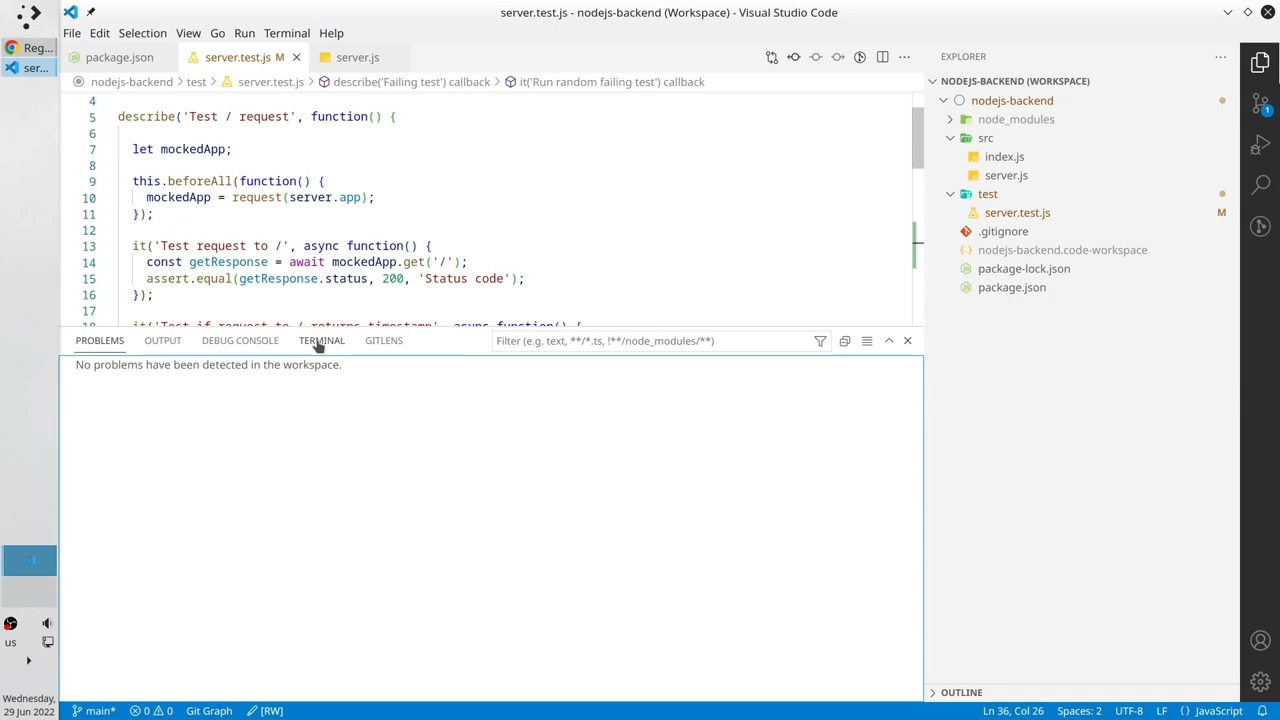 server.test.js - nodejs-backend (Workspace) - Visual Studio Code
File Edit Selection View Go Run Terminal Help
Reg...
ser...
package.json
server.test.js M
server.js
nodejs-backend > test > server.test.js > describe('Failing test') callback > it('Run random failing test') callback
4
5 describe('Test / request', function() {
6
7 let mockedApp;
8
9 this.beforeAll(function() {
10 mockedApp = request(server.app);
11 });
12
13 it('Test request to /', async function() {
14 const getResponse = await mockedApp.get('/');
15 assert.equal(getResponse.status, 200, 'Status code');
16 });
17
18 it('Test if request to / returns timestamp', async function() {
PROBLEMS OUTPUT DEBUG CONSOLE TERMINAL GITLENS
Filter (e.g. text, **/*.ts, !**/node_modules/**)
No problems have been detected in the workspace.
EXPLORER
NODEJS-BACKEND (WORKSPACE)
nodejs-backend
node_modules
src
index.js
server.js
test
server.test.js M
.gitignore
nodejs-backend.code-workspace
package-lock.json
package.json
OUTLINE
1
us
Wednesday,
29 Jun 2022
main* 0 0 Git Graph [RW]
Ln 36, Col 26 Spaces: 2 UTF-8 LF {} JavaScript